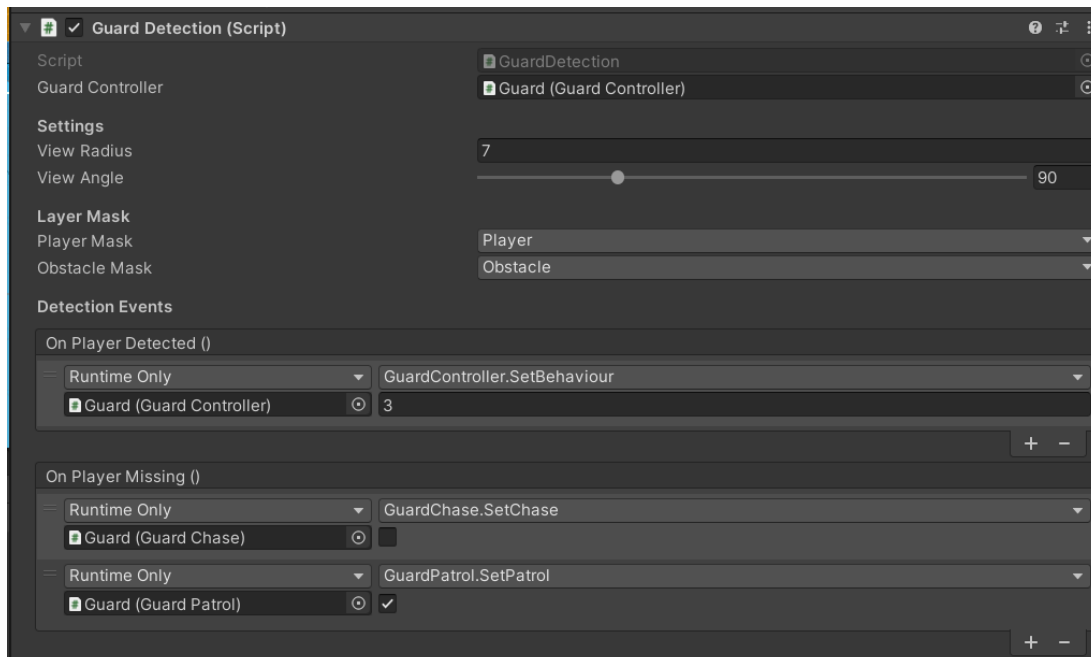 Guard Detection (Script)
Script GuardDetection
Guard Controller Guard (Guard Controller)
Settings
View Radius 7
View Angle 90
Layer Mask
Player Mask Player
Obstacle Mask Obstacle
Detection Events
On Player Detected ()
Runtime Only GuardController.SetBehaviour
Guard (Guard Controller) 3
+ −
On Player Missing ()
Runtime Only GuardChase.SetChase
Guard (Guard Chase)
Runtime Only GuardPatrol.SetPatrol
Guard (Guard Patrol)
+ −